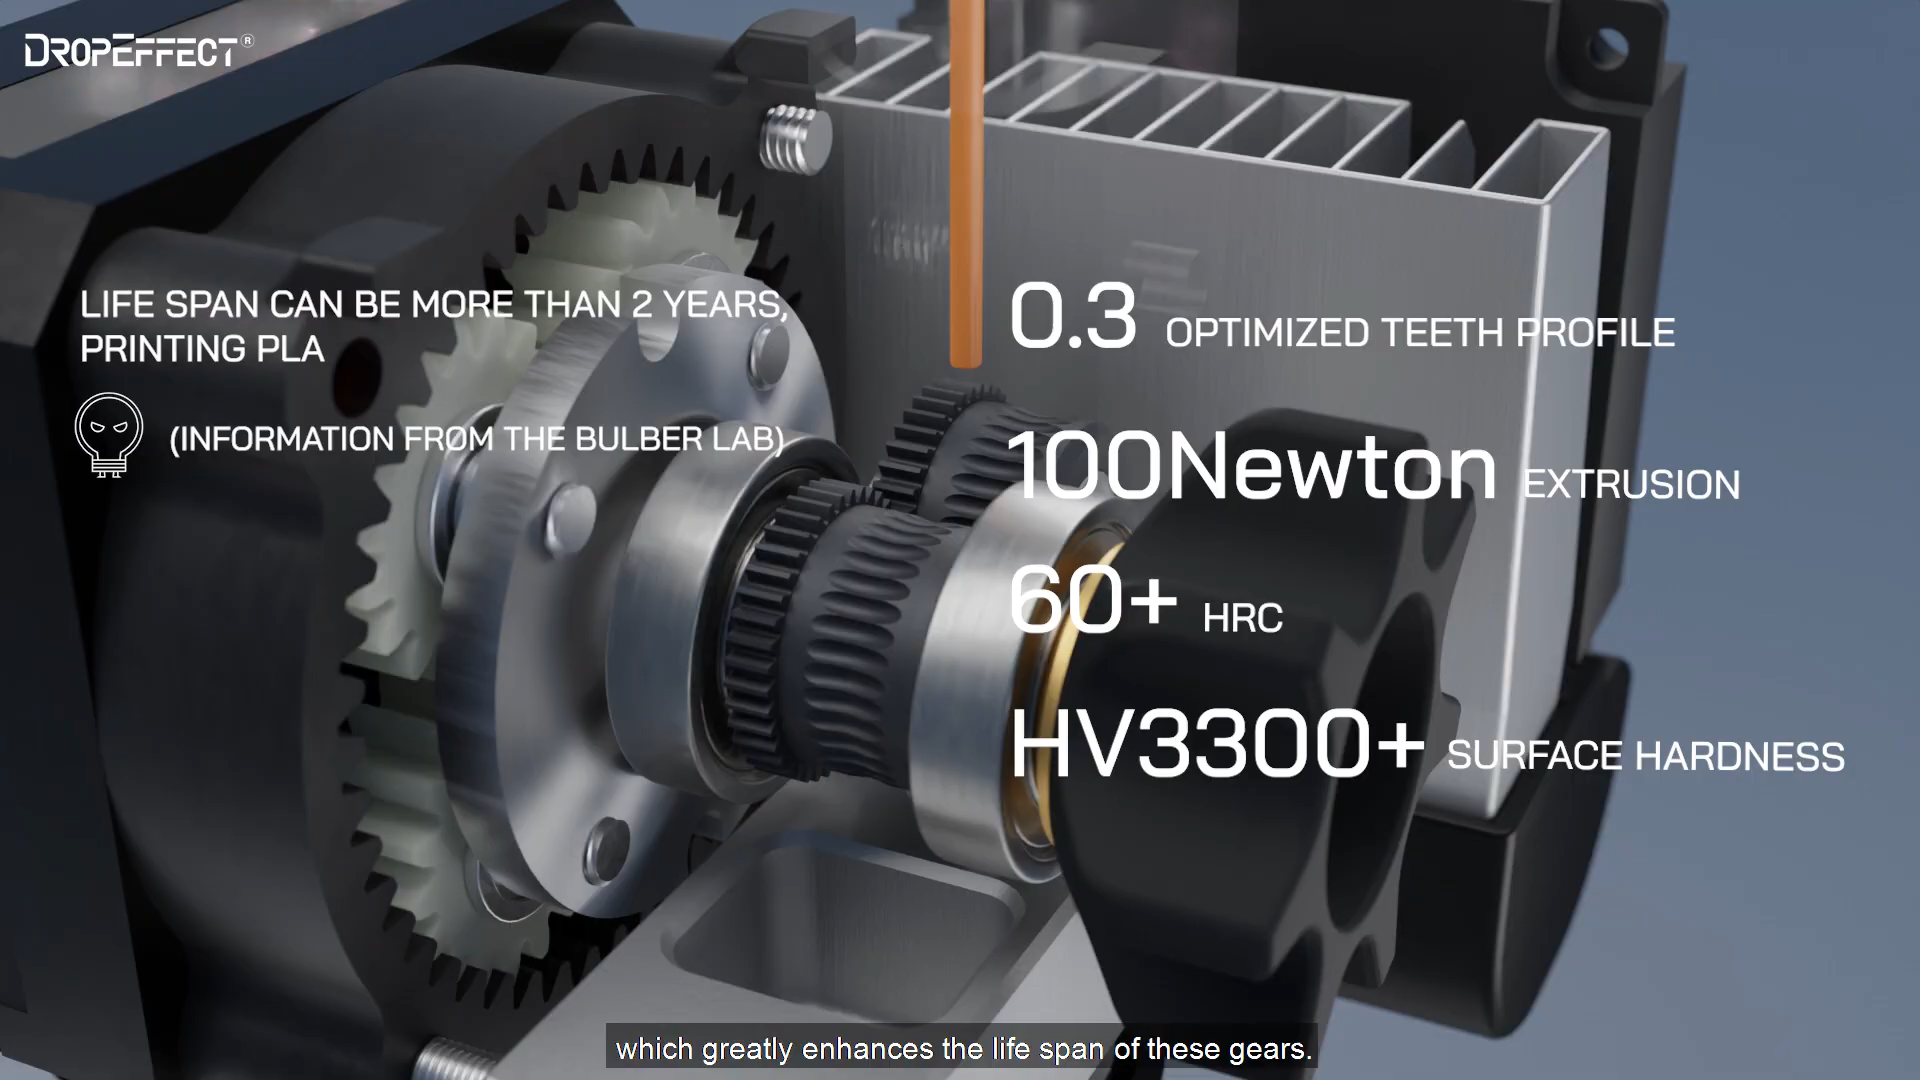 DROPEFFECT®
LIFE SPAN CAN BE MORE THAN 2 YEARS,
PRINTING PLA
(INFORMATION FROM THE BULBER LAB)
0.3 OPTIMIZED TEETH PROFILE
100Newton EXTRUSION
60+ HRC
HV3300+ SURFACE HARDNESS
which greatly enhances the life span of these gears.